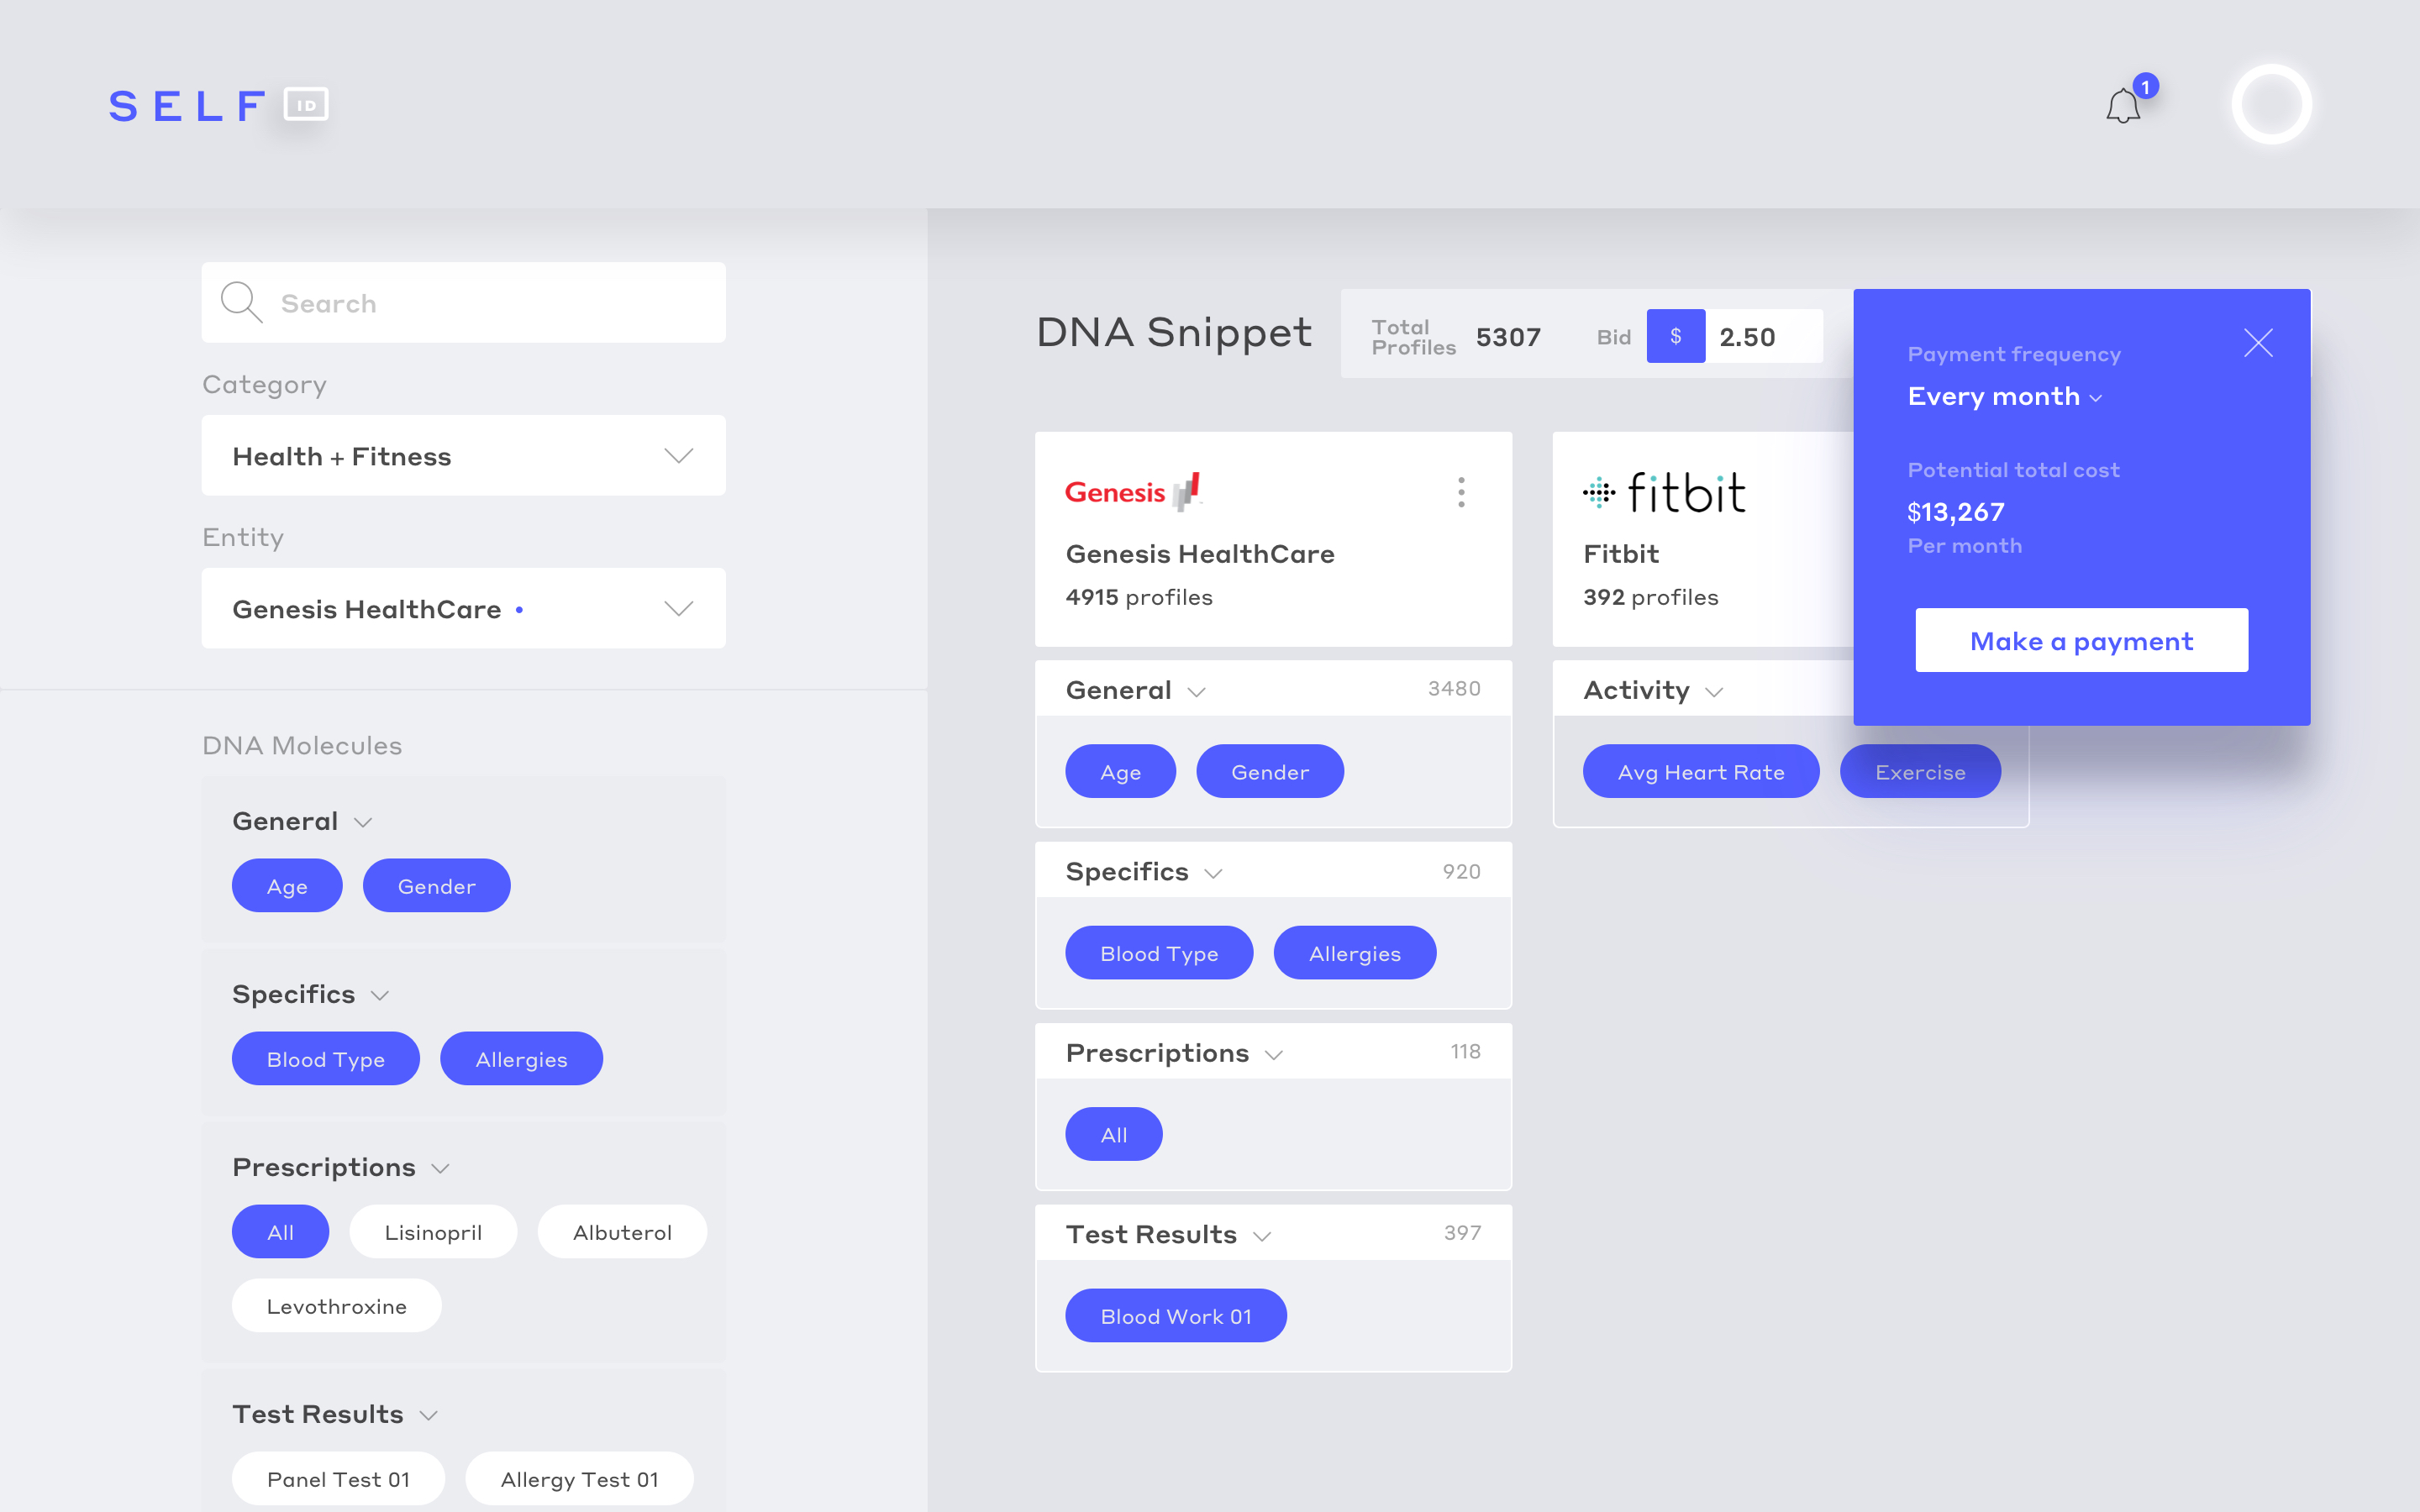 SELF ID
1
Search
Category
Health + Fitness
Entity
Genesis HealthCare
DNA Molecules
General
Age
Gender
Specifics
Blood Type
Allergies
Prescriptions
All
Lisinopril
Albuterol
Levothroxine
Test Results
Panel Test 01
Allergy Test 01
DNA Snippet
Total
Profiles
5307
Bid
$
2.50
Genesis
Genesis HealthCare
4915 profiles
General
3480
Age
Gender
Specifics
920
Blood Type
Allergies
Prescriptions
118
All
Test Results
397
Blood Work 01
fitbit
Fitbit
392 profiles
Activity
Avg Heart Rate
Exercise
Payment frequency
Every month
Potential total cost
$13,267
Per month
Make a payment